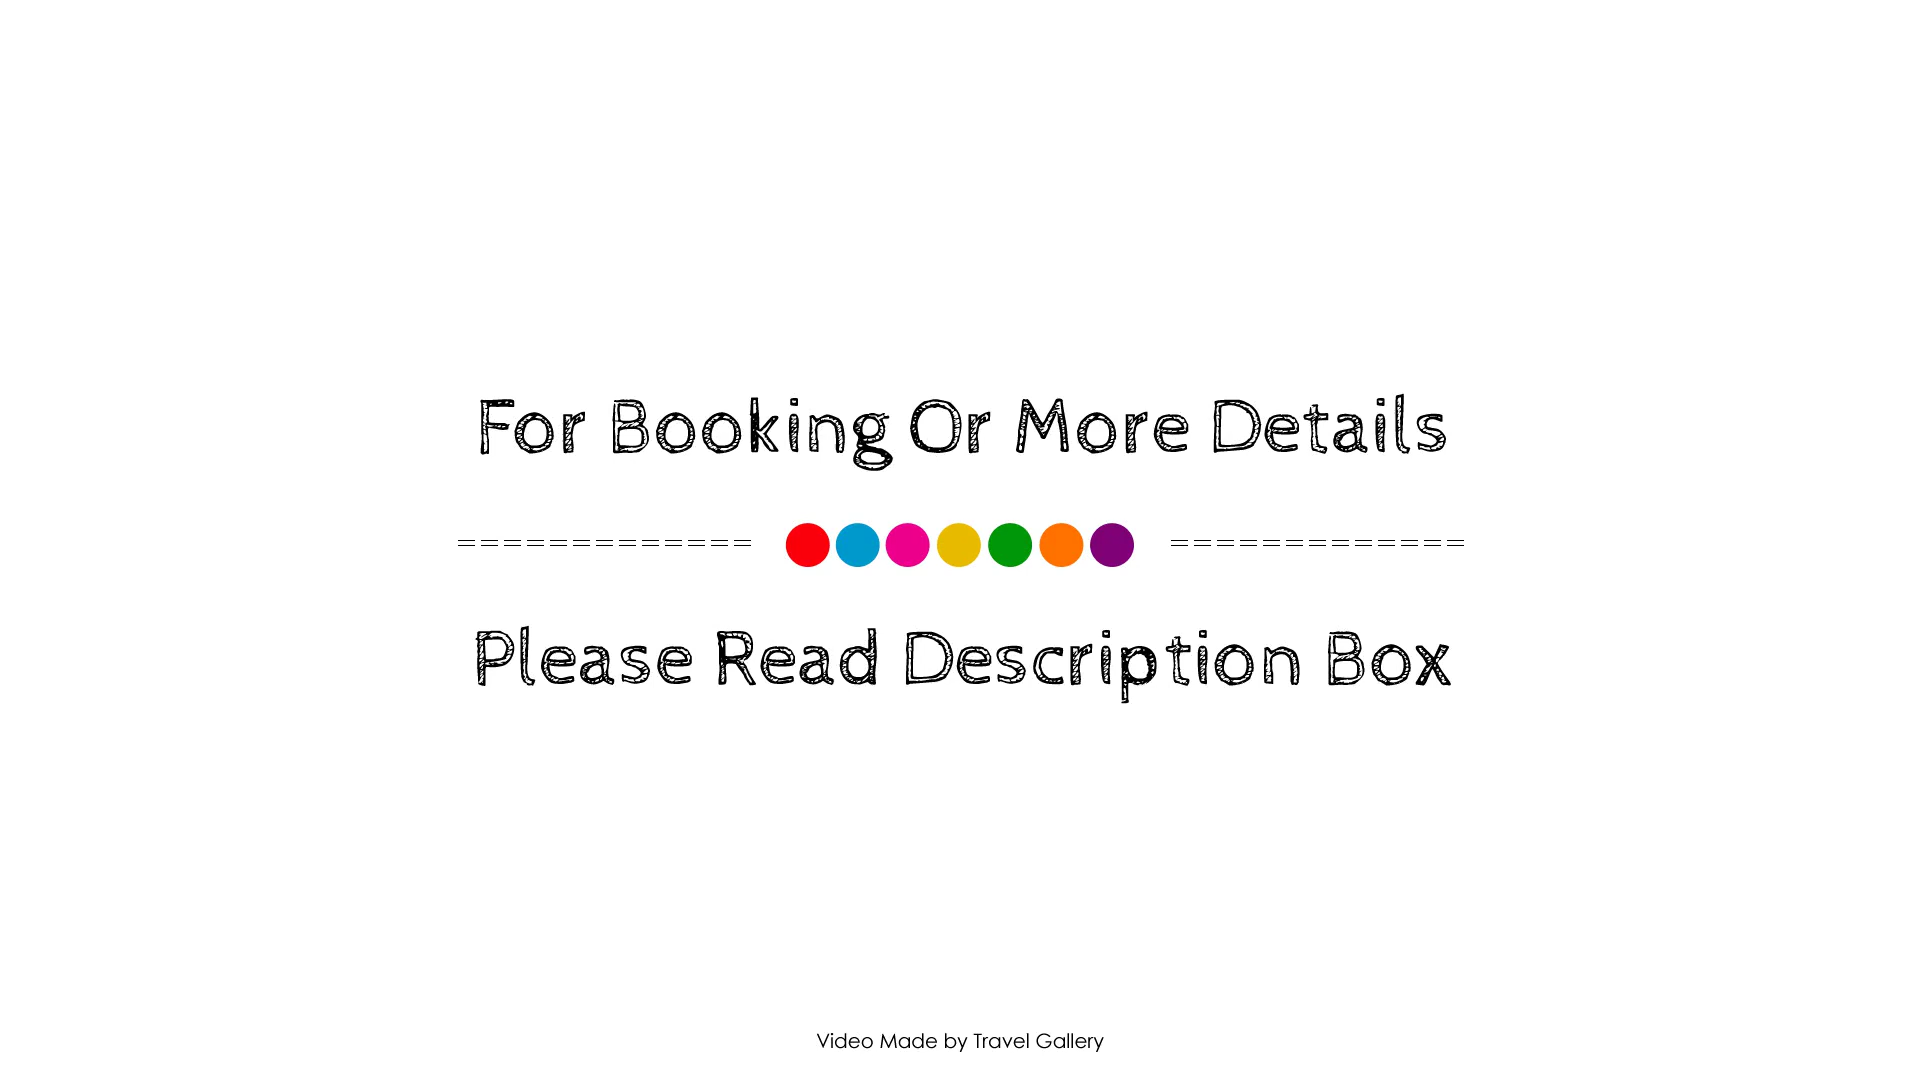 For Booking Or More Details
============= =============
Please Read Description Box
Video Made by Travel Gallery